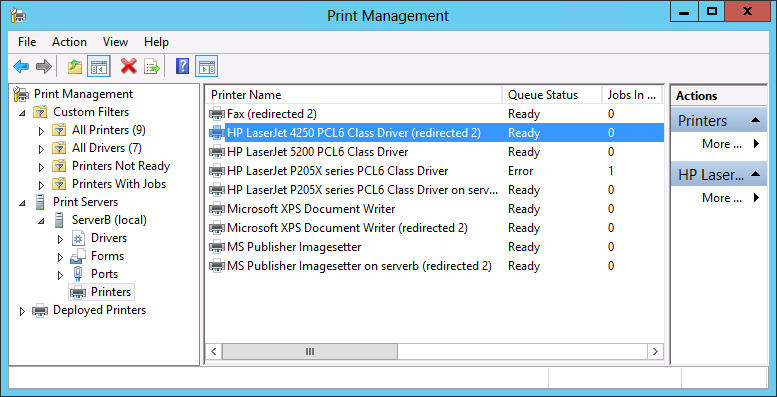 Print Management
File Action View Help
Print Management
Custom Filters
All Printers (9)
All Drivers (7)
Printers Not Ready
Printers With Jobs
Print Servers
ServerB (local)
Drivers
Forms
Ports
Printers
Deployed Printers
Printer Name Queue Status Jobs In ...
Fax (redirected 2) Ready 0
HP LaserJet 4250 PCL6 Class Driver (redirected 2) Ready 0
HP LaserJet 5200 PCL6 Class Driver Ready 0
HP LaserJet P205X series PCL6 Class Driver Error 1
HP LaserJet P205X series PCL6 Class Driver on serv... Ready 0
Microsoft XPS Document Writer Ready 0
Microsoft XPS Document Writer (redirected 2) Ready 0
MS Publisher Imagesetter Ready 0
MS Publisher Imagesetter on serverb (redirected 2) Ready 0
Actions
Printers
More ...
HP Laser...
More ...